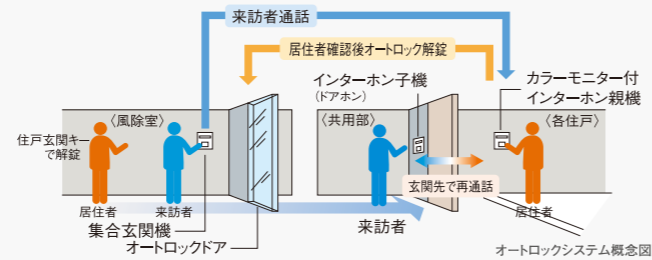 来訪者通話
居住者確認後オートロック解錠
カラーモニター付
インターホン親機
インターホン子機
(ドアホン)
〈風除室〉
〈共用部〉
〈各住戸〉
住戸玄関キー
で解錠
玄関先で再通話
居住者
来訪者
集合玄関機
オートロックドア
来訪者
居住者
オートロックシステム概念図